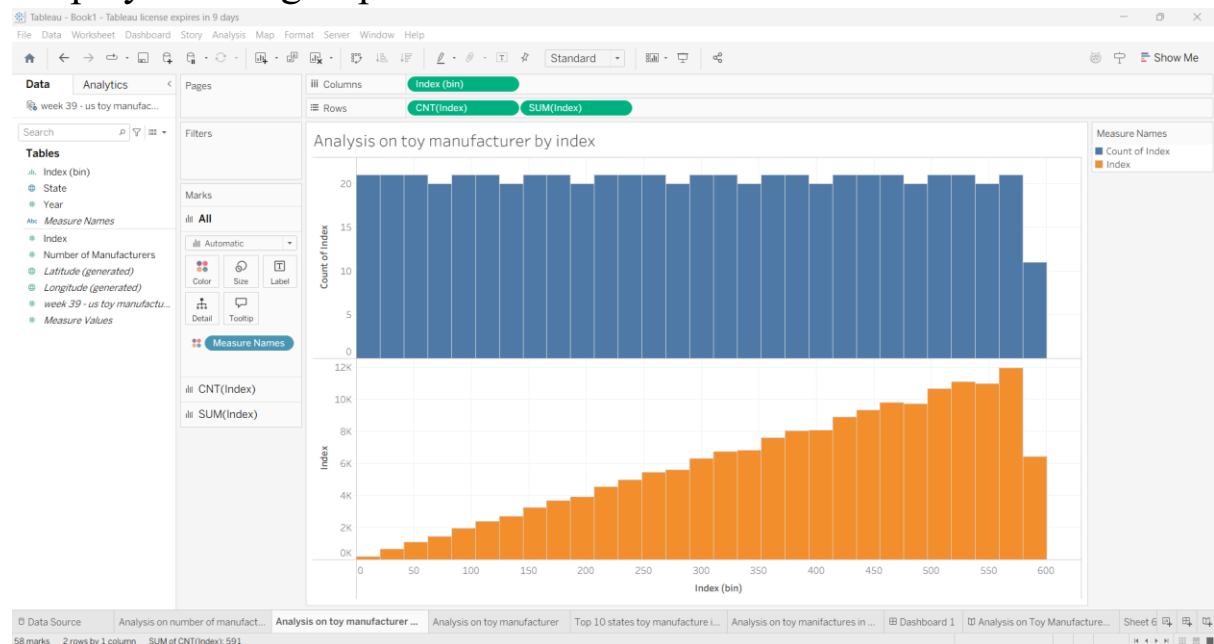 Tableau - Book1 - Tableau license expires in 9 days
File Data Worksheet Dashboard Story Analysis Map Format Server Window Help
Standard
Show Me
Data Analytics
Pages
Columns
Index (bin)
week 39 - us toy manufac...
Rows
CNT(Index) SUM(Index)
Search
Filters
Tables
Index (bin)
State
Year
Abc Measure Names
Index
Number of Manufacturers
Latitude (generated)
Longitude (generated)
week 39 - us toy manufactu...
Measure Values
Marks
All
Automatic
Color Size Label
Detail Tooltip
Measure Names
CNT(Index)
SUM(Index)
Analysis on toy manufacturer by index
Count of Index
20
15
10
5
0
Index
12K
10K
8K
6K
4K
2K
0K
0 50 100 150 200 250 300 350 400 450 500 550 600
Index (bin)
Measure Names
Count of Index
Index
Data Source Analysis on number of manufact... Analysis on toy manufacturer ... Analysis on toy manufacturer Top 10 states toy manufacture i... Analysis on toy manifactures in ... Dashboard 1 Analysis on Toy Manufacture... Sheet 6
58 marks 2 rows by 1 column SUM of CNT(Index): 591